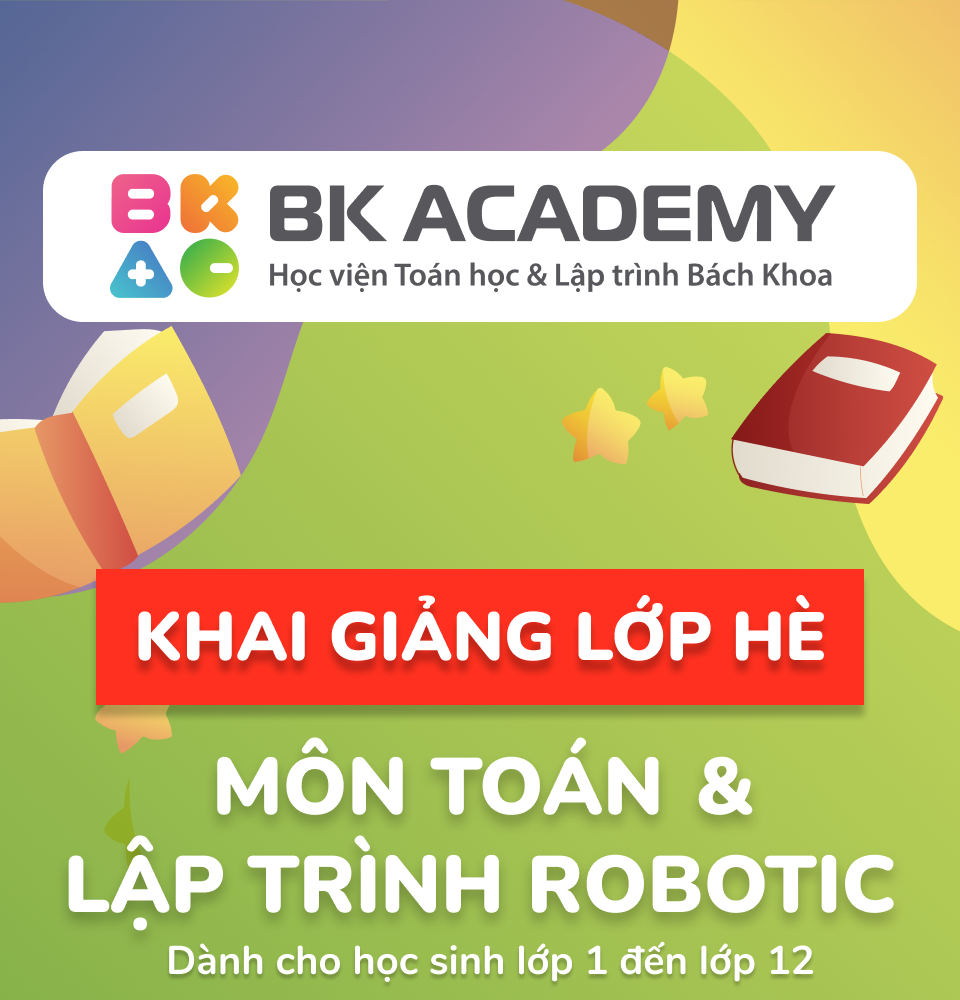 BK
BK ACADEMY
Học viện Toán học & Lập trình Bách Khoa
KHAI GIẢNG LỚP HÈ
MÔN TOÁN &
LẬP TRÌNH ROBOTIC
Dành cho học sinh lớp 1 đến lớp 12